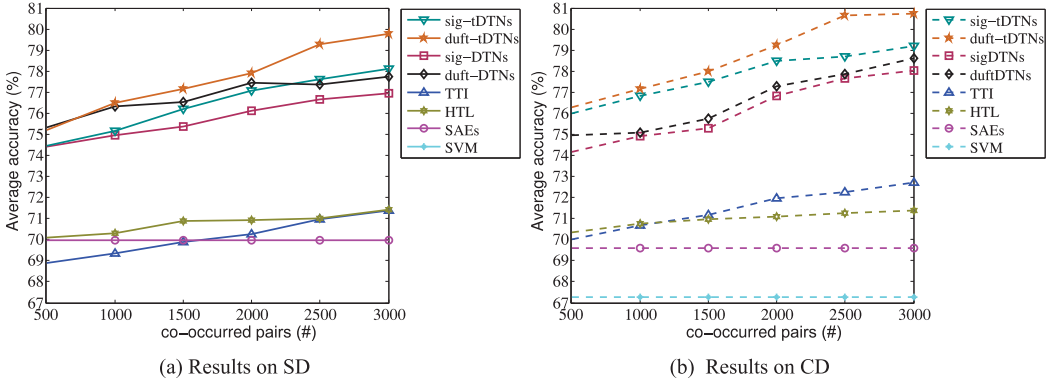 81
80
79
78
77
76
75
74
73
72
71
70
69
68
67
500
1000
1500
2000
2500
3000
Average accuracy (%)
co-occurred pairs (#)
sig-tDTNs
duft-tDTNs
sig-DTNs
duft-DTNs
TTI
HTL
SAEs
SVM
(a) Results on SD
81
80
79
78
77
76
75
74
73
72
71
70
69
68
67
500
1000
1500
2000
2500
3000
Average accuracy (%)
co-occurred pairs (#)
sig-tDTNs
duft-tDTNs
sigDTNs
duftDTNs
TTI
HTL
SAEs
SVM
(b) Results on CD